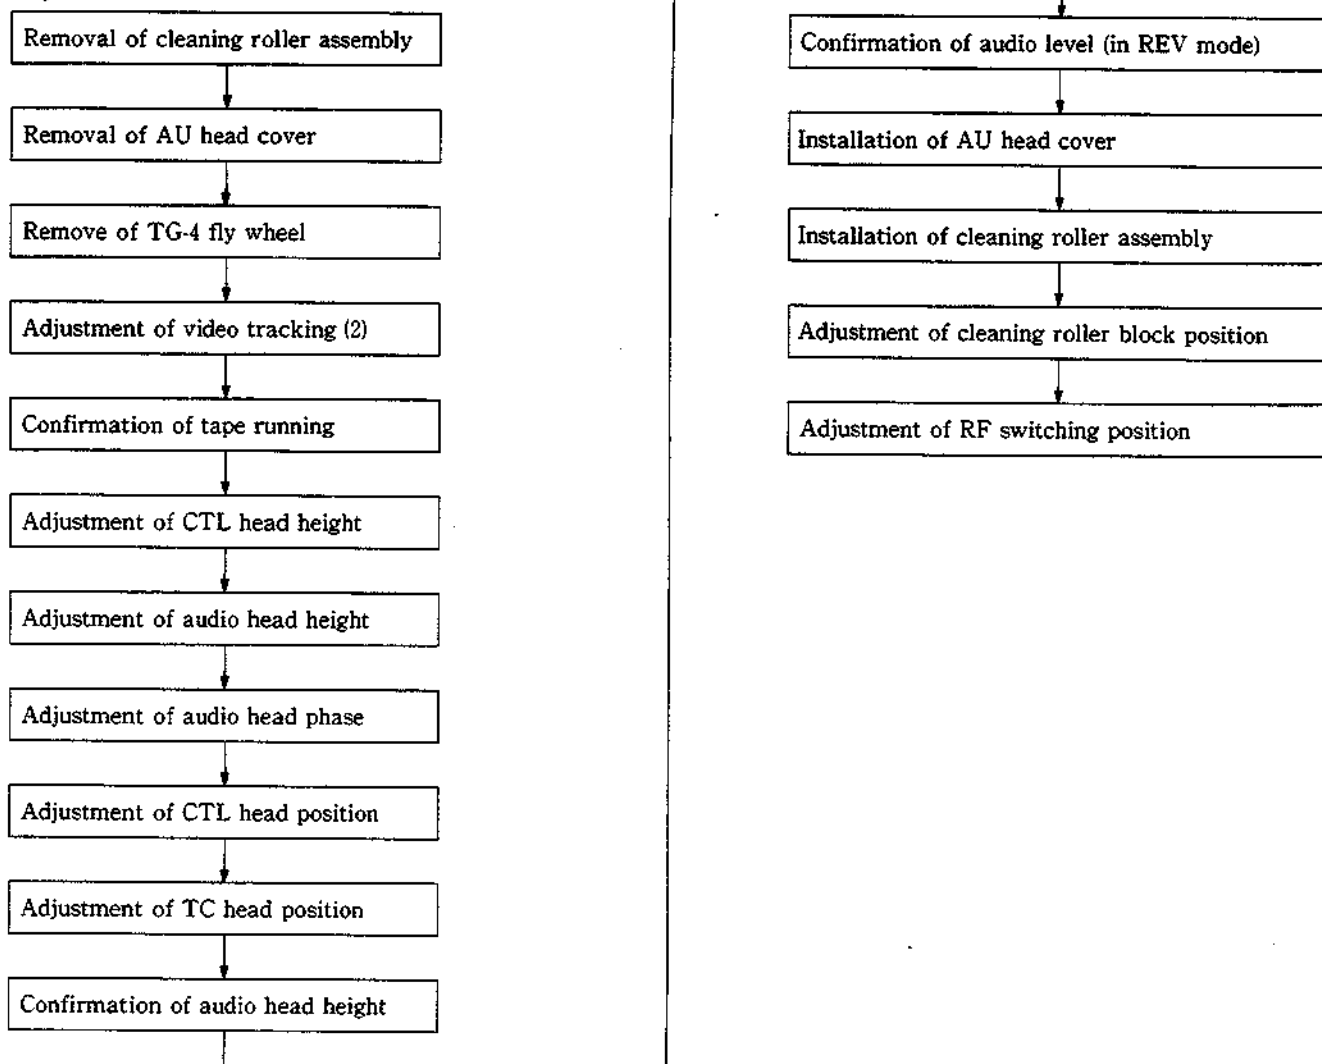 Removal of cleaning roller assembly
Removal of AU head cover
Remove of TG-4 fly wheel
Adjustment of video tracking (2)
Confirmation of tape running
Adjustment of CTL head height
Adjustment of audio head height
Adjustment of audio head phase
Adjustment of CTL head position
Adjustment of TC head position
Confirmation of audio head height
Confirmation of audio level (in REV mode)
Installation of AU head cover
Installation of cleaning roller assembly
Adjustment of cleaning roller block position
Adjustment of RF switching position